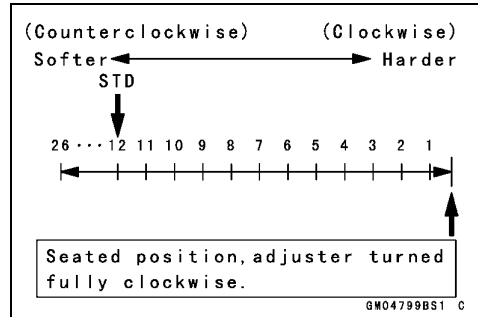 (Counterclockwise) (Clockwise)
Softer Harder
STD
26 ··· 12 11 10 9 8 7 6 5 4 3 2 1
Seated position, adjuster turned
fully clockwise.
GM04799BS1 C